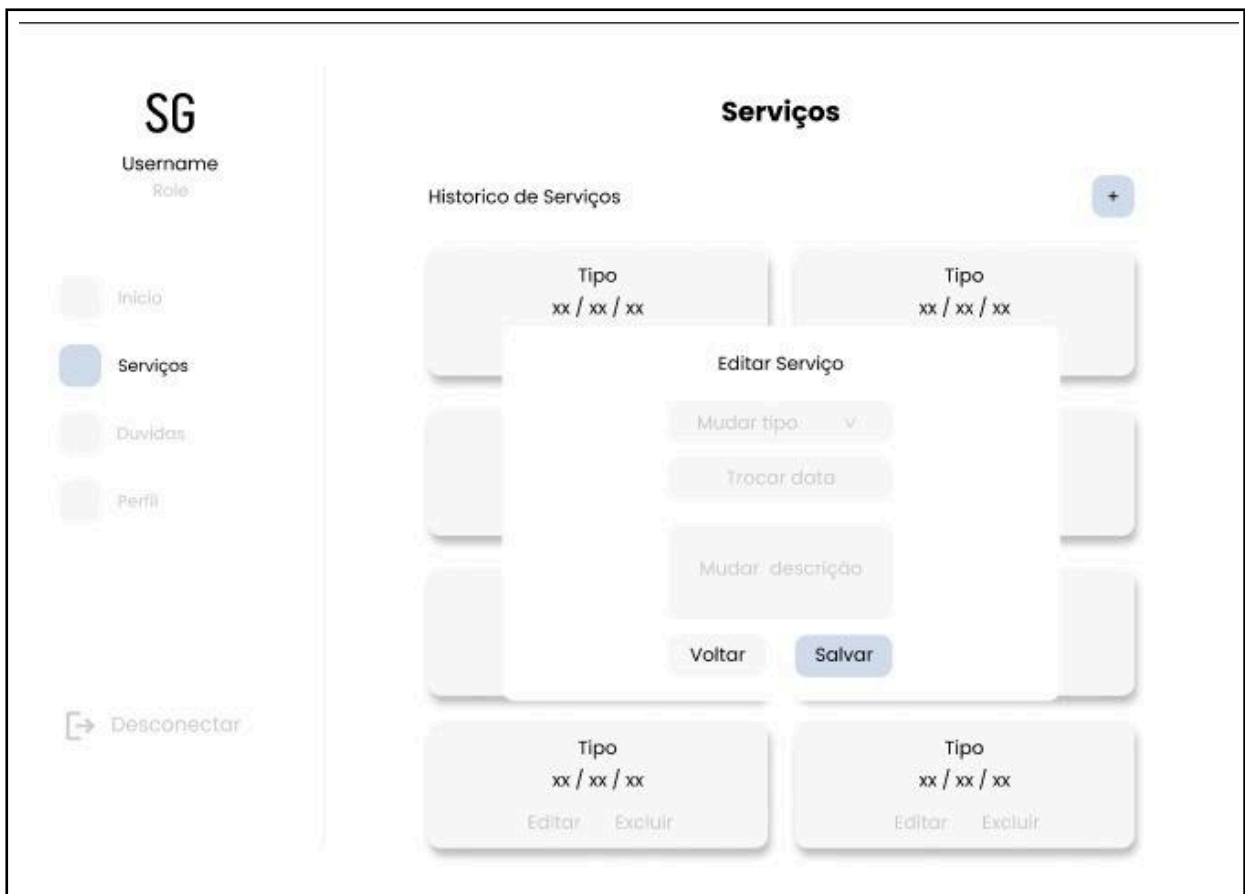 SG
Username
Role
Inicio
Serviços
Duvidas
Perfil
Desconectar
Serviços
Historico de Serviços
+
Tipo
xx / xx / xx
Tipo
xx / xx / xx
Editar Serviço
Mudar tipo v
Trocar data
Mudar descrição
Voltar Salvar
Tipo
xx / xx / xx
Editar Excluir
Tipo
xx / xx / xx
Editar Excluir